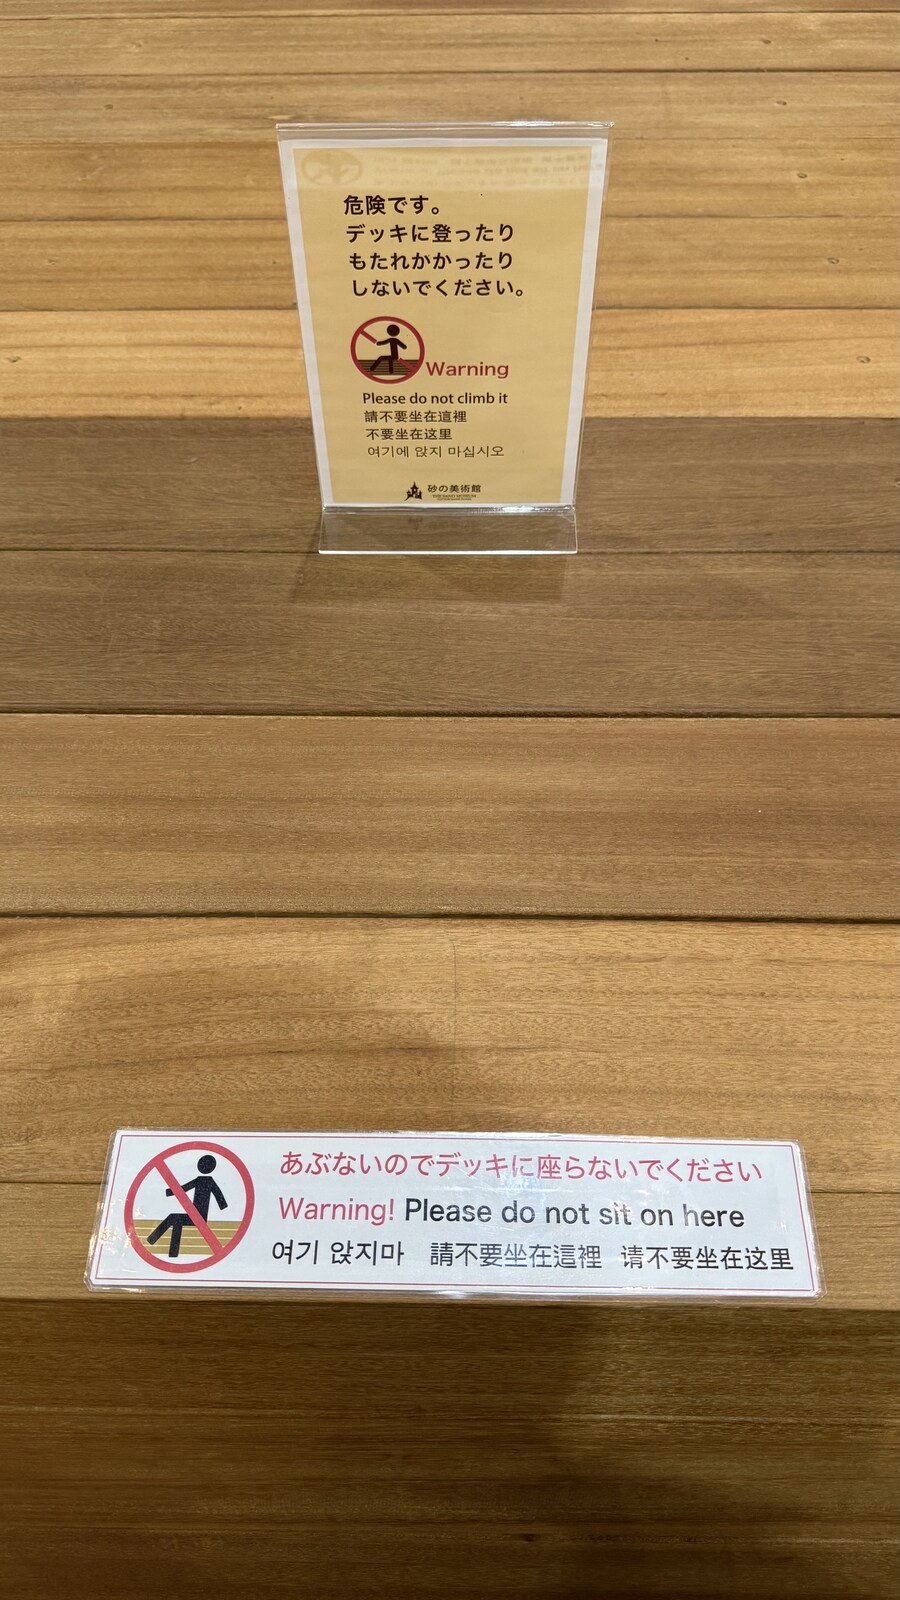 危険です。
デッキに登ったり
もたれかかったり
しないでください。
Warning
Please do not climb it
請不要坐在這裡
不要坐在这里
여기에 앉지 마십시오
砂の美術館
THE SAND MUSEUM
あぶないのでデッキに座らないでください
Warning! Please do not sit on here
여기 앉지마 請不要坐在這裡 请不要坐在这里